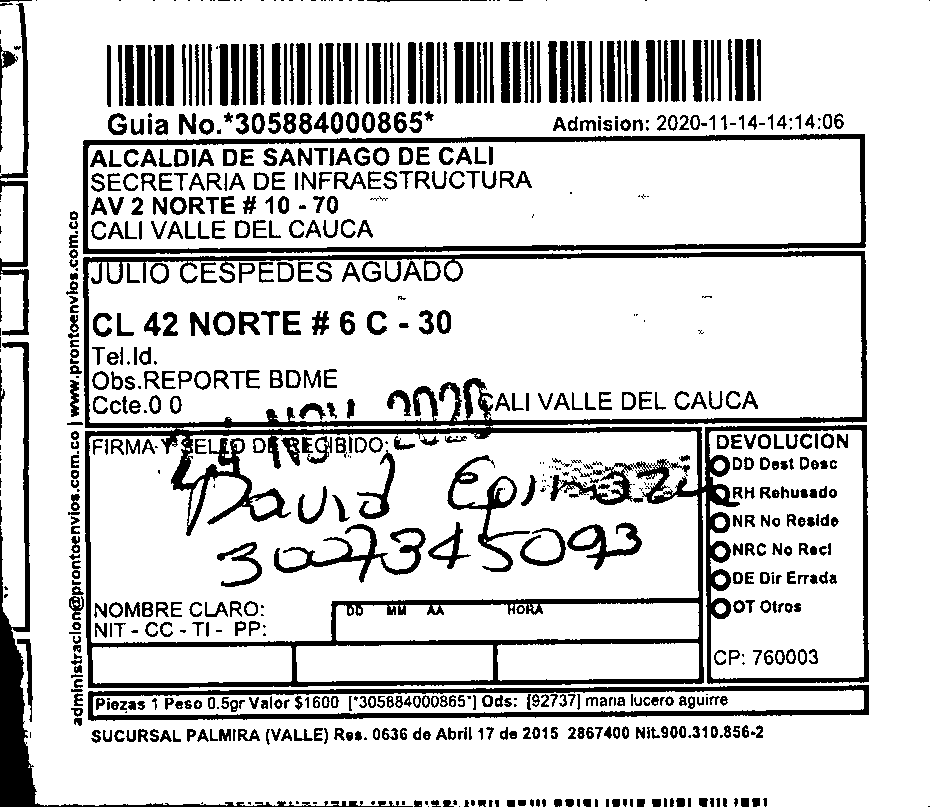 Guia No.*305884000865*
Admision: 2020-11-14-14:14:06
ALCALDIA DE SANTIAGO DE CALI
SECRETARIA DE INFRAESTRUCTURA
AV 2 NORTE # 10 - 70
CALI VALLE DEL CAUCA
JULIO CESPEDES AGUADO
CL 42 NORTE # 6 C - 30
Tel.Id.
Obs.REPORTE BDME
Ccte.0 0
CALI VALLE DEL CAUCA
NOV 2020
FIRMA Y SELLO DE RECIBIDO:
David
3007345093
NOMBRE CLARO:
NIT - CC - TI - PP:
DD MM AA HORA
DEVOLUCIÓN
DD Dest Desc
RH Rehusado
NR No Reside
NRC No Recl
DE Dir Errada
OT Otros
CP: 760003
Piezas 1 Peso 0.5gr Valor $1600 [*305884000865*] Ods: [92737] maria lucero aguirre
SUCURSAL PALMIRA (VALLE) Res. 0636 de Abril 17 de 2015 2867400 Nit.900.310.856-2
administracion@prontoenvios.com.co | www.prontoenvios.com.co